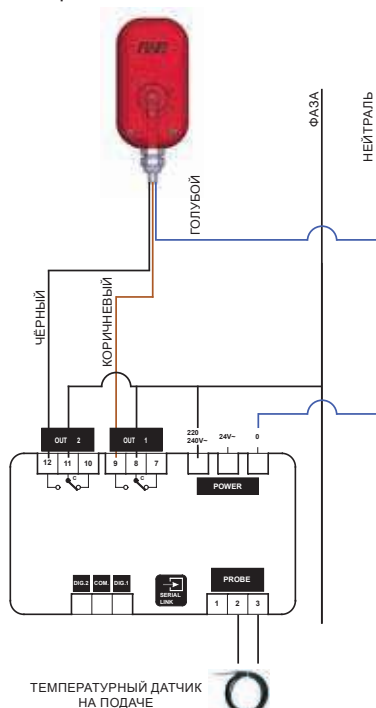 ФАЗА
НЕЙТРАЛЬ
ГОЛУБОЙ
ЧЁРНЫЙ
КОРИЧНЕВЫЙ
OUT 2
OUT 1
220
240V~
24V~
0
12 11 10
9 8 7
C
C
POWER
DIG.2 COM. DIG.1
SERIAL
LINK
PROBE
1 2 3
ТЕМПЕРАТУРНЫЙ ДАТЧИК
НА ПОДАЧЕ